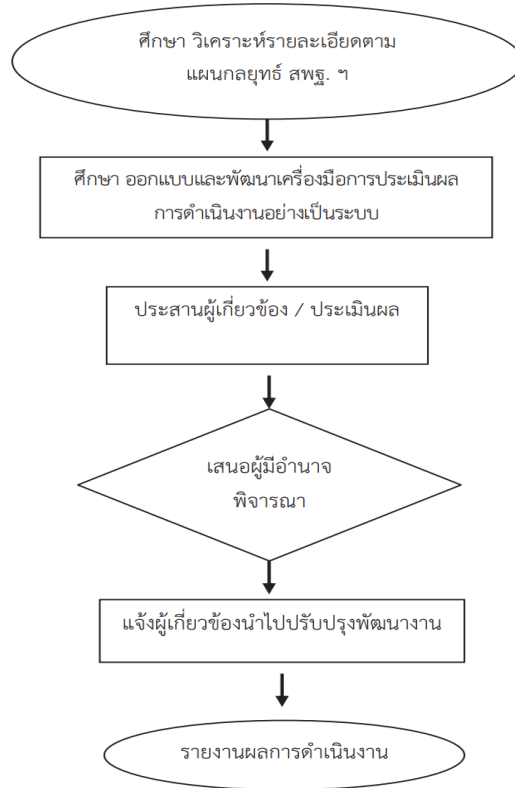 ศึกษา วิเคราะห์รายละเอียดตาม
แผนกลยุทธ์ สพฐ. ฯ
ศึกษา ออกแบบและพัฒนาเครื่องมือการประเมินผล
การดำเนินงานอย่างเป็นระบบ
ประสานผู้เกี่ยวข้อง / ประเมินผล
เสนอผู้มีอำนาจ
พิจารณา
แจ้งผู้เกี่ยวข้องนำไปปรับปรุงพัฒนางาน
รายงานผลการดำเนินงาน